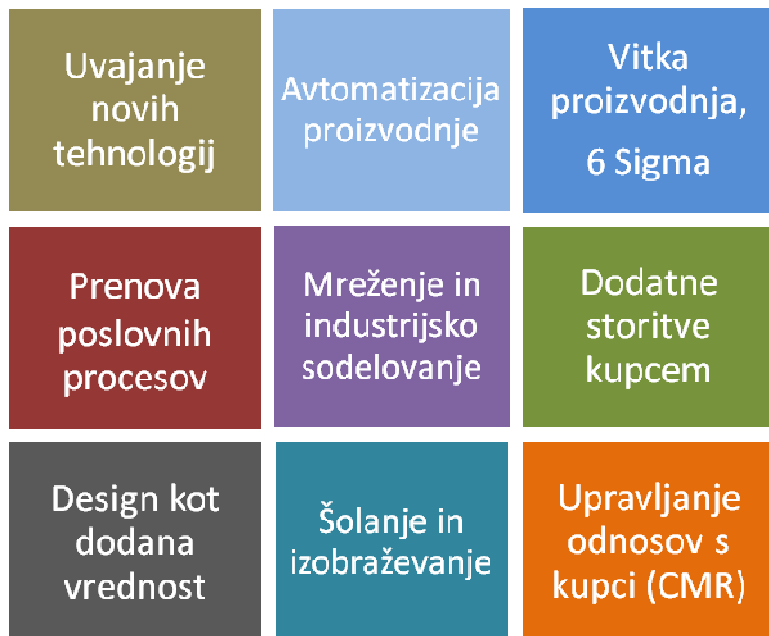 Uvajanje
novih
tehnologij
Avtomatizacija
proizvodnje
Vitka
proizvodnja,
6 Sigma
Prenova
poslovnih
procesov
Mreženje in
industrijsko
sodelovanje
Dodatne
storitve
kupcem
Design kot
dodana
vrednost
Šolanje in
izobraževanje
Upravljanje
odnosov s
kupci (CMR)